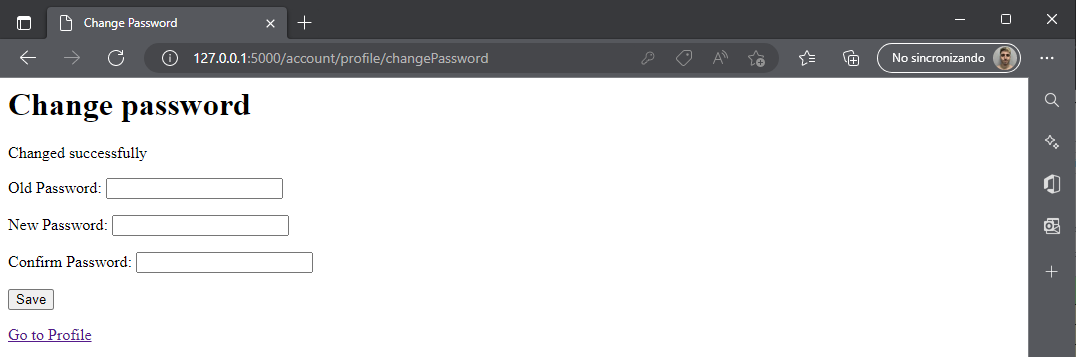 Change Password
127.0.0.1:5000/account/profile/changePassword
No sincronizando
Change password
Changed successfully
Old Password:
New Password:
Confirm Password:
Save
Go to Profile